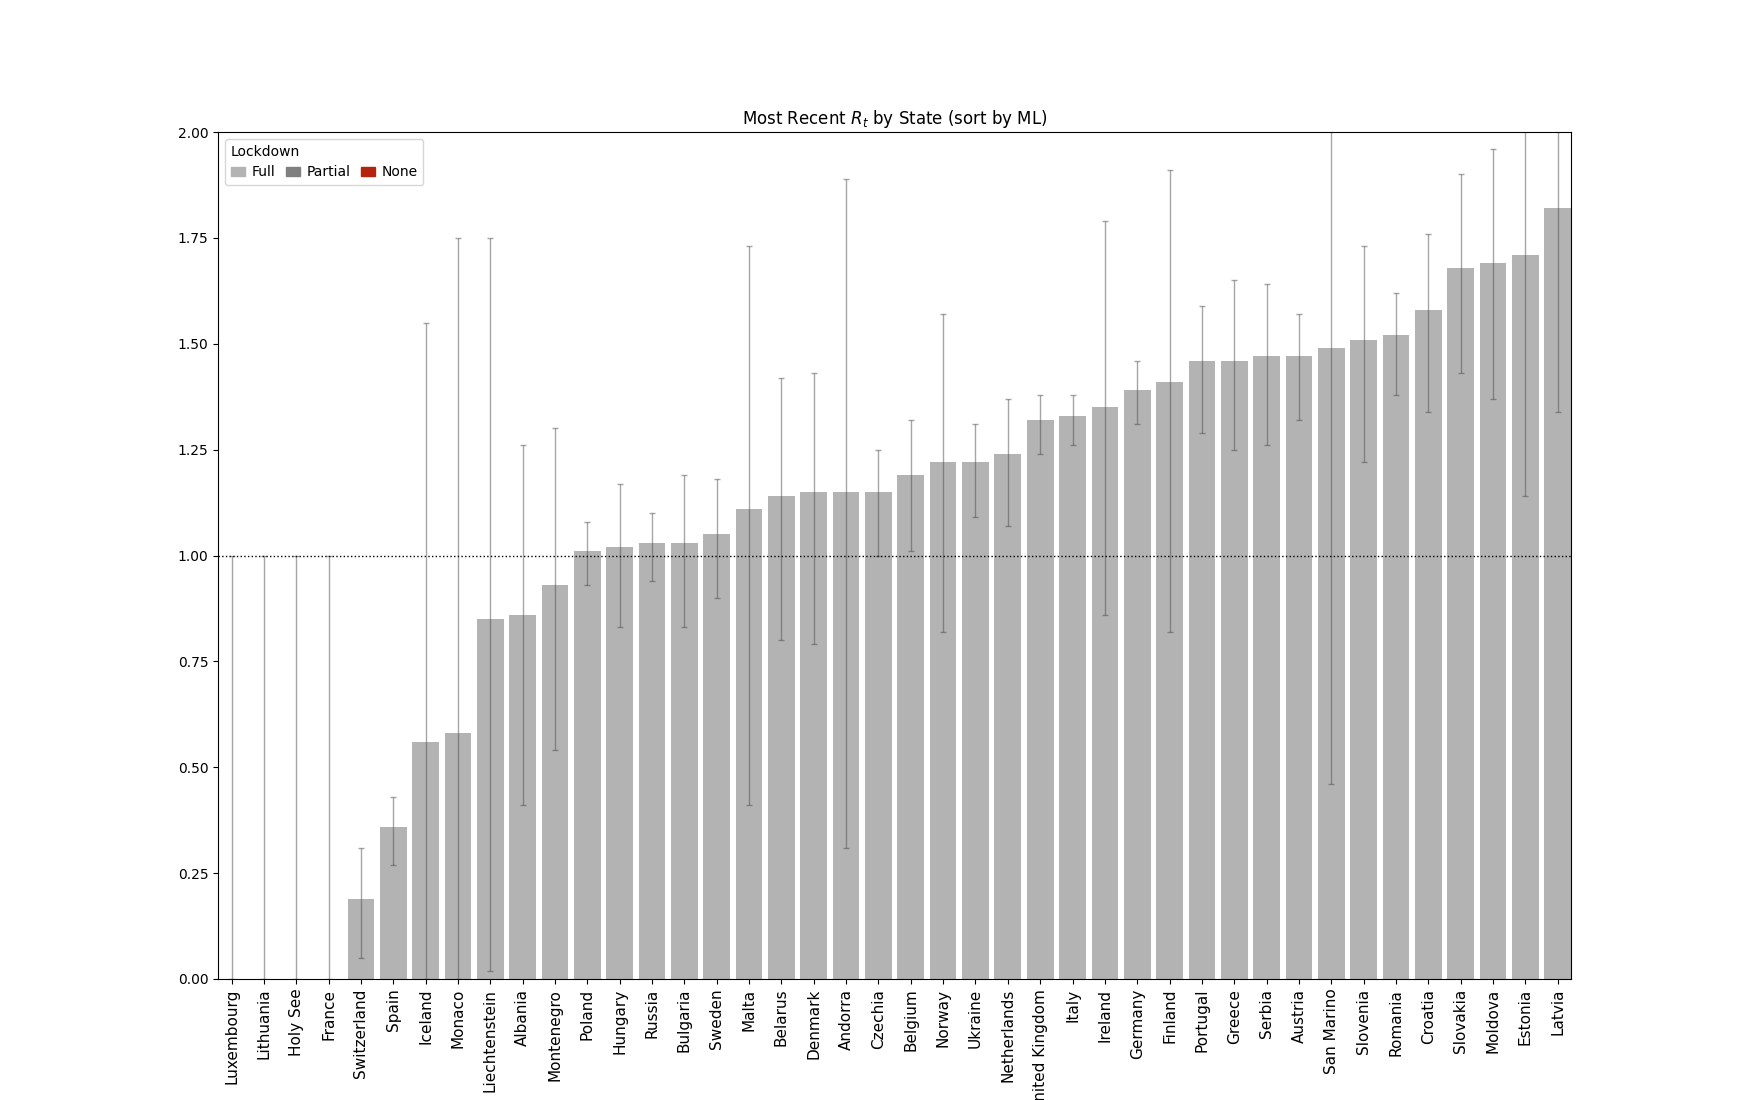 Most Recent Rt by State (sort by ML)
2.00
Lockdown
Full Partial None
1.75
1.50
1.25
1.00
0.75
0.50
0.25
0.00
Luxembourg
Lithuania
Holy See
France
Switzerland
Spain
Iceland
Monaco
Liechtenstein
Albania
Montenegro
Poland
Hungary
Russia
Bulgaria
Sweden
Malta
Belarus
Denmark
Andorra
Czechia
Belgium
Norway
Ukraine
Netherlands
nited Kingdom
Italy
Ireland
Germany
Finland
Portugal
Greece
Serbia
Austria
San Marino
Slovenia
Romania
Croatia
Slovakia
Moldova
Estonia
Latvia